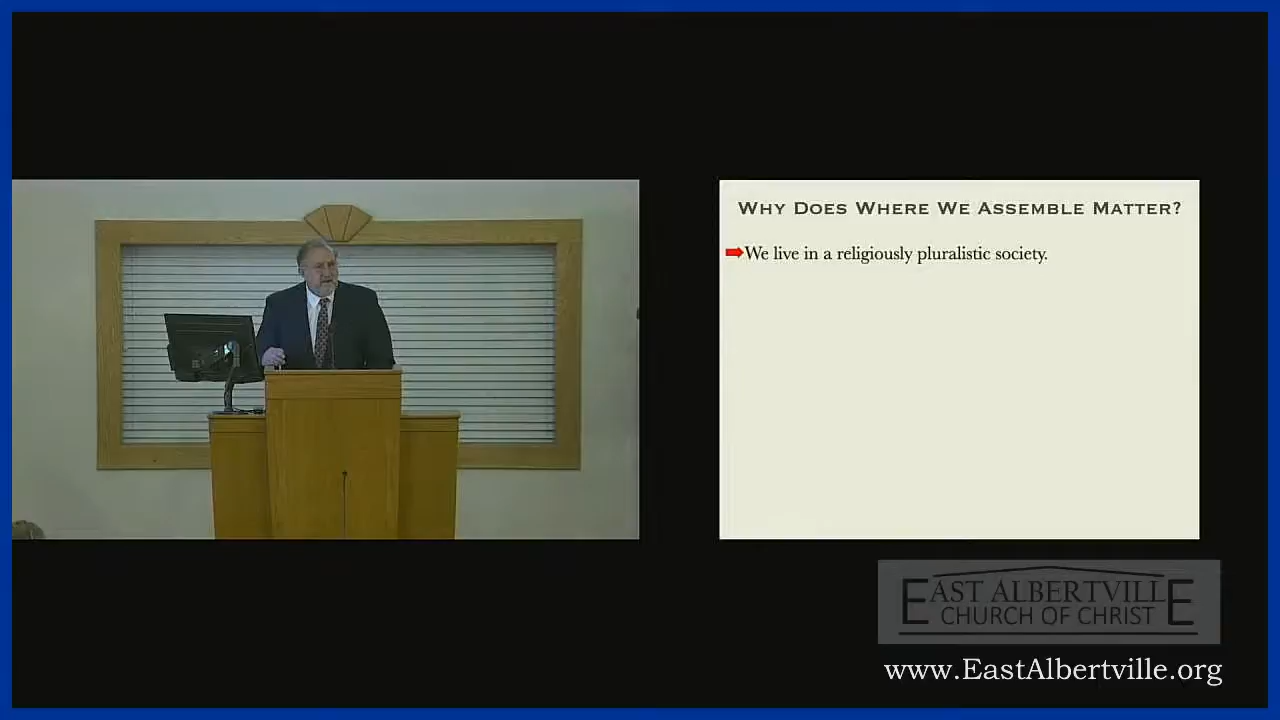 WHY DOES WHERE WE ASSEMBLE MATTER?
We live in a religiously pluralistic society.
EAST ALBERTVILLE
CHURCH OF CHRIST
www.EastAlbertville.org